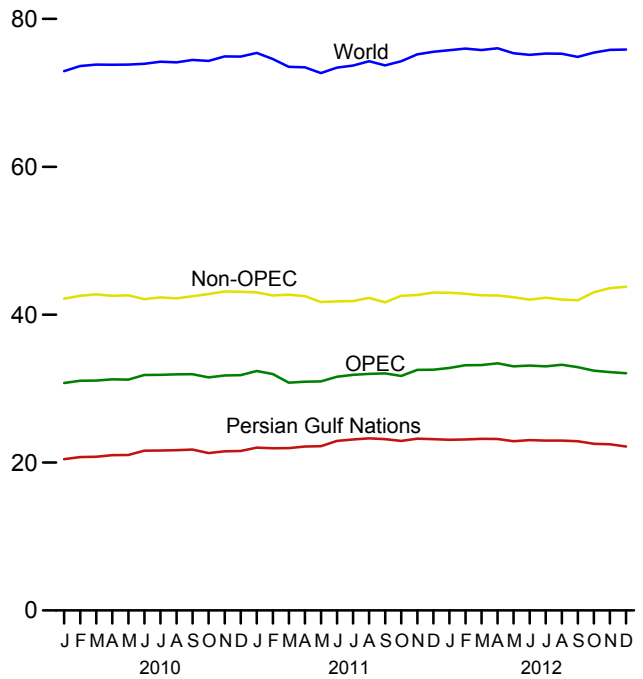 80
World
60
Non-OPEC
40
OPEC
Persian Gulf Nations
20
0
J F M A M J J A S O N D J F M A M J J A S O N D J F M A M J J A S O N D
2010 2011 2012